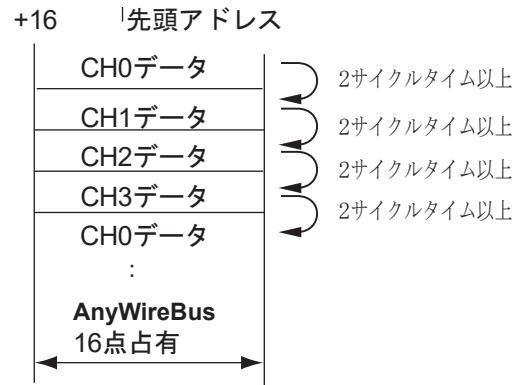 +16 先頭アドレス
CH0データ
2サイクルタイム以上
CH1データ
2サイクルタイム以上
CH2データ
2サイクルタイム以上
CH3データ
2サイクルタイム以上
CH0データ
:
AnyWireBus
16点占有